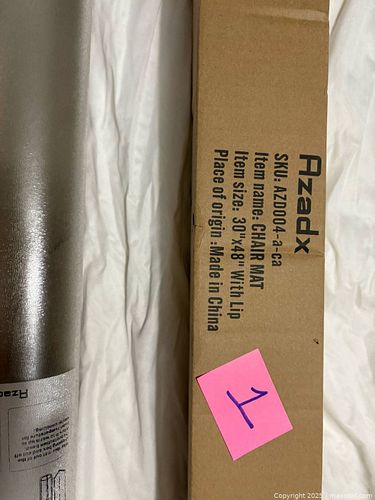 Azadx
SKU: AZD004-a-ca
Item name: CHAIR MAT
Item size: 30"x48" With Lip
Place of origin :Made in China
1
Azadx
Copyright 2025 | maxsold.com